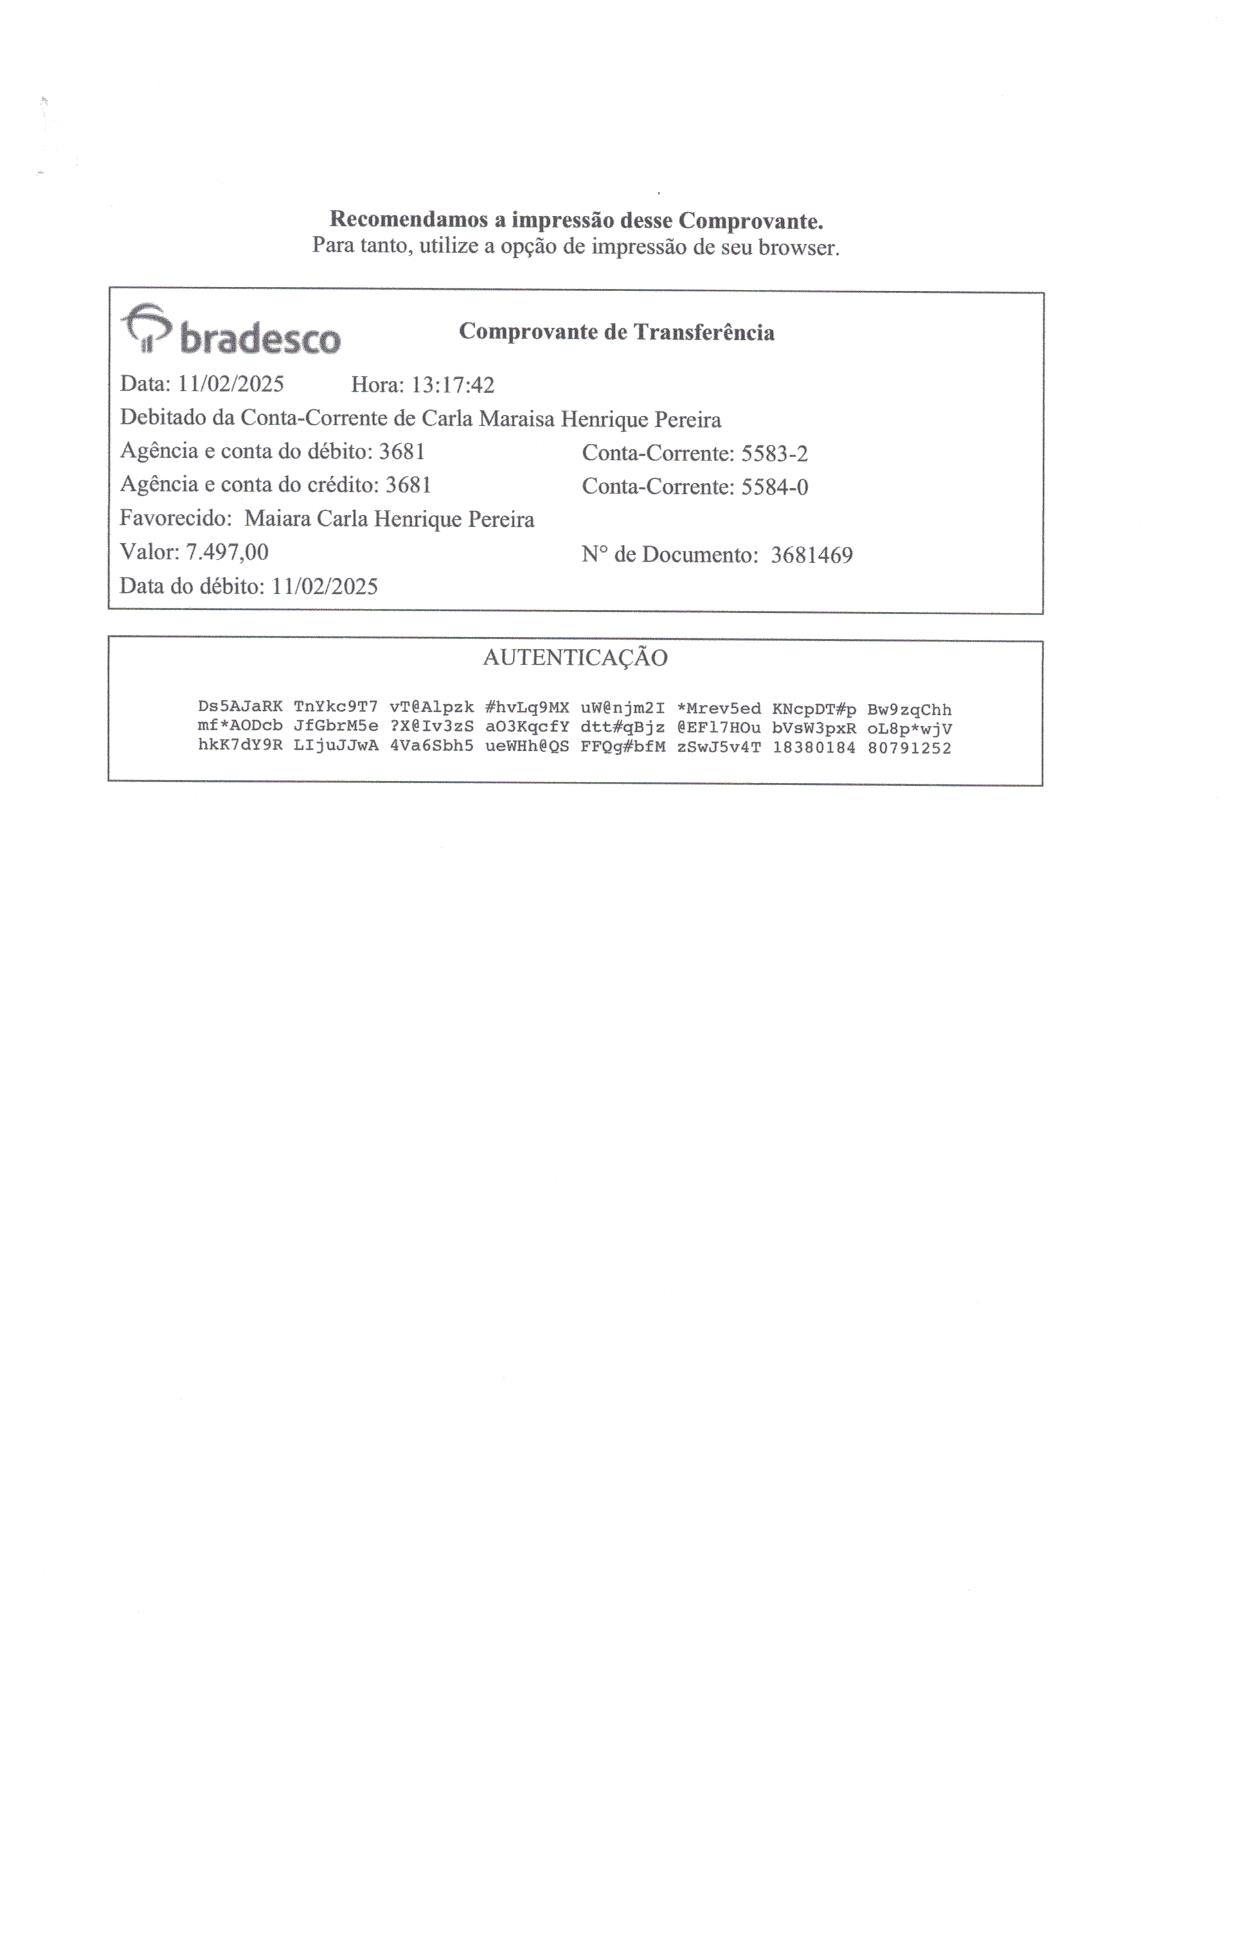 Recomendamos a impressão desse Comprovante.
Para tanto, utilize a opção de impressão de seu browser.
bradesco Comprovante de Transferência
Data: 11/02/2025 Hora: 13:17:42
Debitado da Conta-Corrente de Carla Maraisa Henrique Pereira
Agência e conta do débito: 3681 Conta-Corrente: 5583-2
Agência e conta do crédito: 3681 Conta-Corrente: 5584-0
Favorecido: Maiara Carla Henrique Pereira
Valor: 7.497,00 N° de Documento: 3681469
Data do débito: 11/02/2025
AUTENTICAÇÃO
Ds5AJaRK TnYkc9T7 vT@Alpzk #hvLq9MX uW@njm2I *Mrev5ed KNcpDT#p Bw9zqChh
mf*AODcb JfGbrM5e ?X@Iv3zS aO3KqcfY dtt#qBjz @EFl7HOu bVsW3pxR oL8p*wjV
hkK7dY9R LIjuJJwA 4Va6Sbh5 ueWHh@QS FFQg#bfM zSwJ5v4T 18380184 80791252